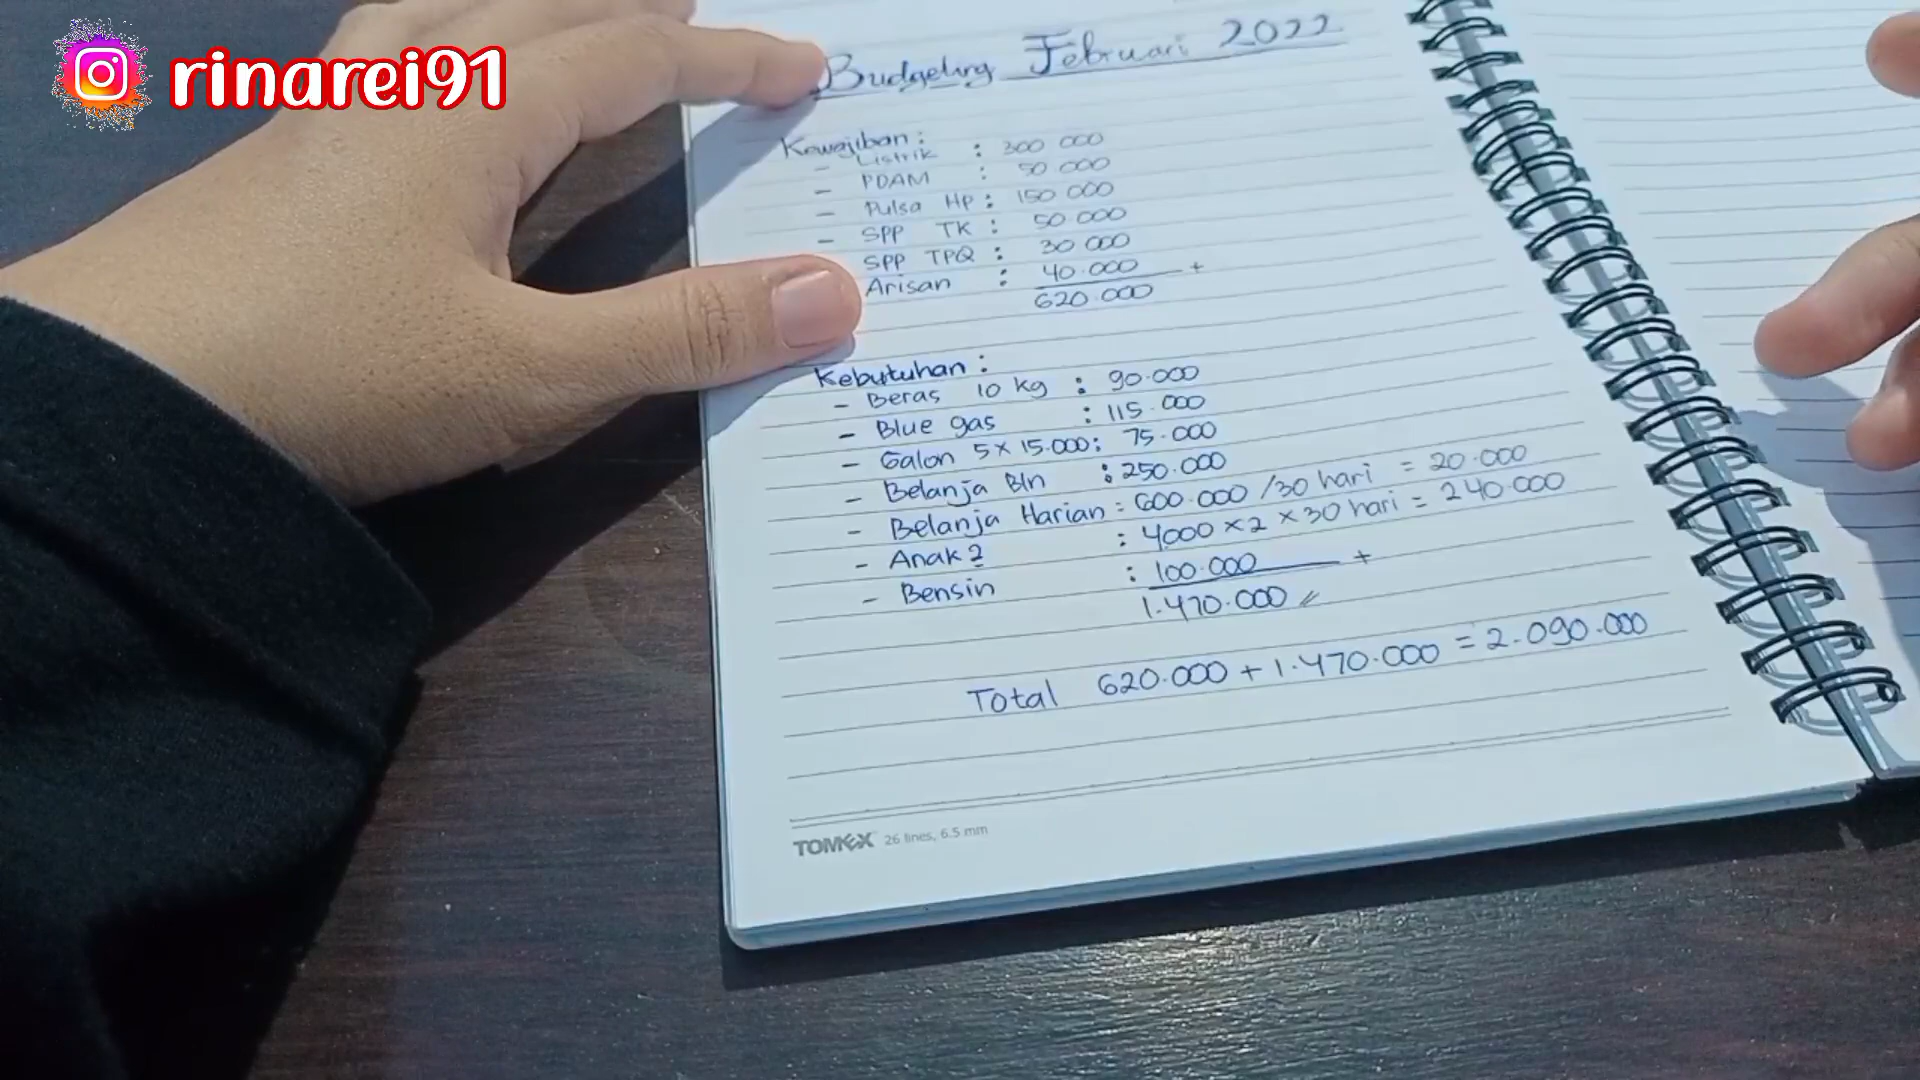 rinarei91
Budgeting Februari 2022
Kewajiban :
- Listrik : 300 000
- PDAM : 50 000
- Pulsa Hp : 150 000
- SPP TK : 50 000
SPP TPQ : 30 000
Arisan : 40.000 +
620.000
Kebutuhan :
- Beras 10 kg : 90.000
- Blue gas : 115.000
- Galon 5 x 15.000 : 75.000
- Belanja Bln : 250.000
- Belanja Harian = 600.000 /30 hari = 20.000
- Anak2 : 4000 x 2 x 30 hari = 240.000
- Bensin : 100.000 +
1.470.000 //
Total 620.000 + 1.470.000 = 2.090.000
TOMEX 26 lines, 6.5 mm